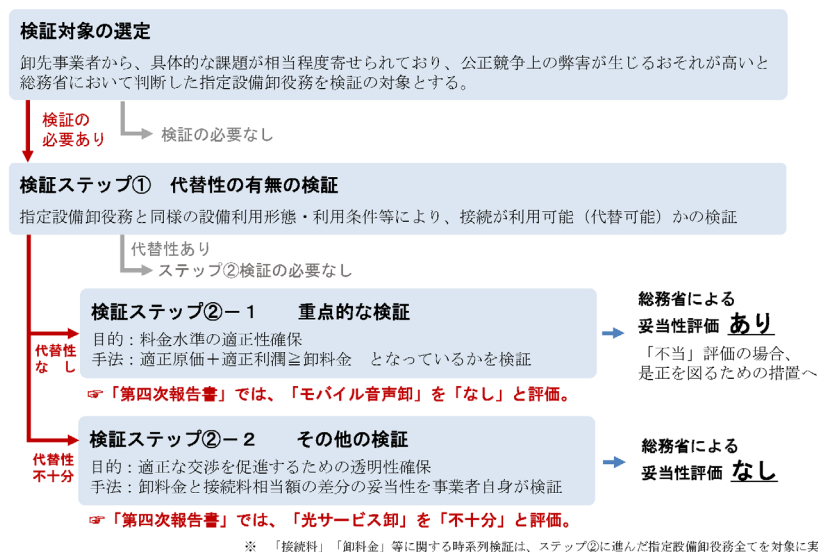 検証対象の選定
卸先事業者から、具体的な課題が相当程度寄せられており、公正競争上の弊害が生じるおそれが高いと
総務省において判断した指定設備卸役務を検証の対象とする。
検証の
必要あり
検証の必要なし
検証ステップ① 代替性の有無の検証
指定設備卸役務と同様の設備利用形態・利用条件等により、接続が利用可能（代替可能）かの検証
代替性あり
ステップ②検証の必要なし
代替性
なし
検証ステップ②－１ 重点的な検証
目的：料金水準の適正性確保
手法：適正原価＋適正利潤≧卸料金 となっているかを検証
総務省による
妥当性評価 あり
「不当」評価の場合、
是正を図るための措置へ
☞「第四次報告書」では、「モバイル音声卸」を「なし」と評価。
代替性
不十分
検証ステップ②－２ その他の検証
目的：適正な交渉を促進するための透明性確保
手法：卸料金と接続料相当額の差分の妥当性を事業者自身が検証
総務省による
妥当性評価 なし
☞「第四次報告書」では、「光サービス卸」を「不十分」と評価。
※ 「接続料」「卸料金」等に関する時系列検証は、ステップ②に進んだ指定設備卸役務全てを対象に実